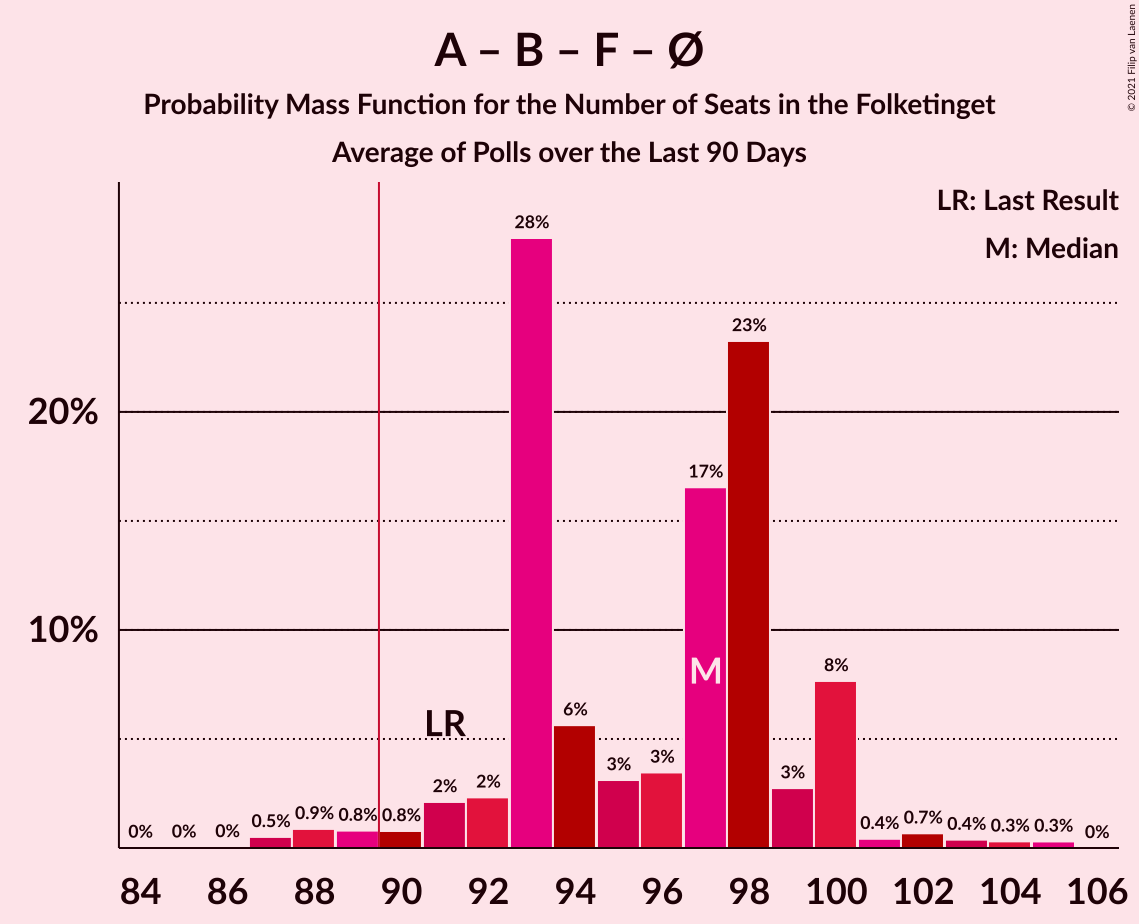 A – B – F – Ø
Probability Mass Function for the Number of Seats in the Folketinget
Average of Polls over the Last 90 Days
© 2021 Filip van Laenen
LR: Last Result
M: Median
20%
10%
0% 0% 0% 0.5% 0.9% 0.8% 0.8% 2% 2% 28% 6% 3% 3% 17% 23% 3% 8% 0.4% 0.7% 0.4% 0.3% 0.3% 0%
LR
M
84 86 88 90 92 94 96 98 100 102 104 106